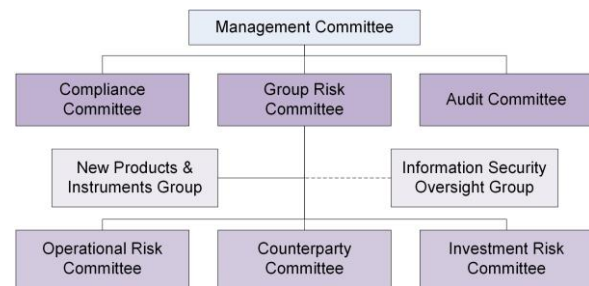 Management Committee
Compliance
Committee
Group Risk
Committee
Audit Committee
New Products &
Instruments Group
Information Security
Oversight Group
Operational Risk
Committee
Counterparty
Committee
Investment Risk
Committee